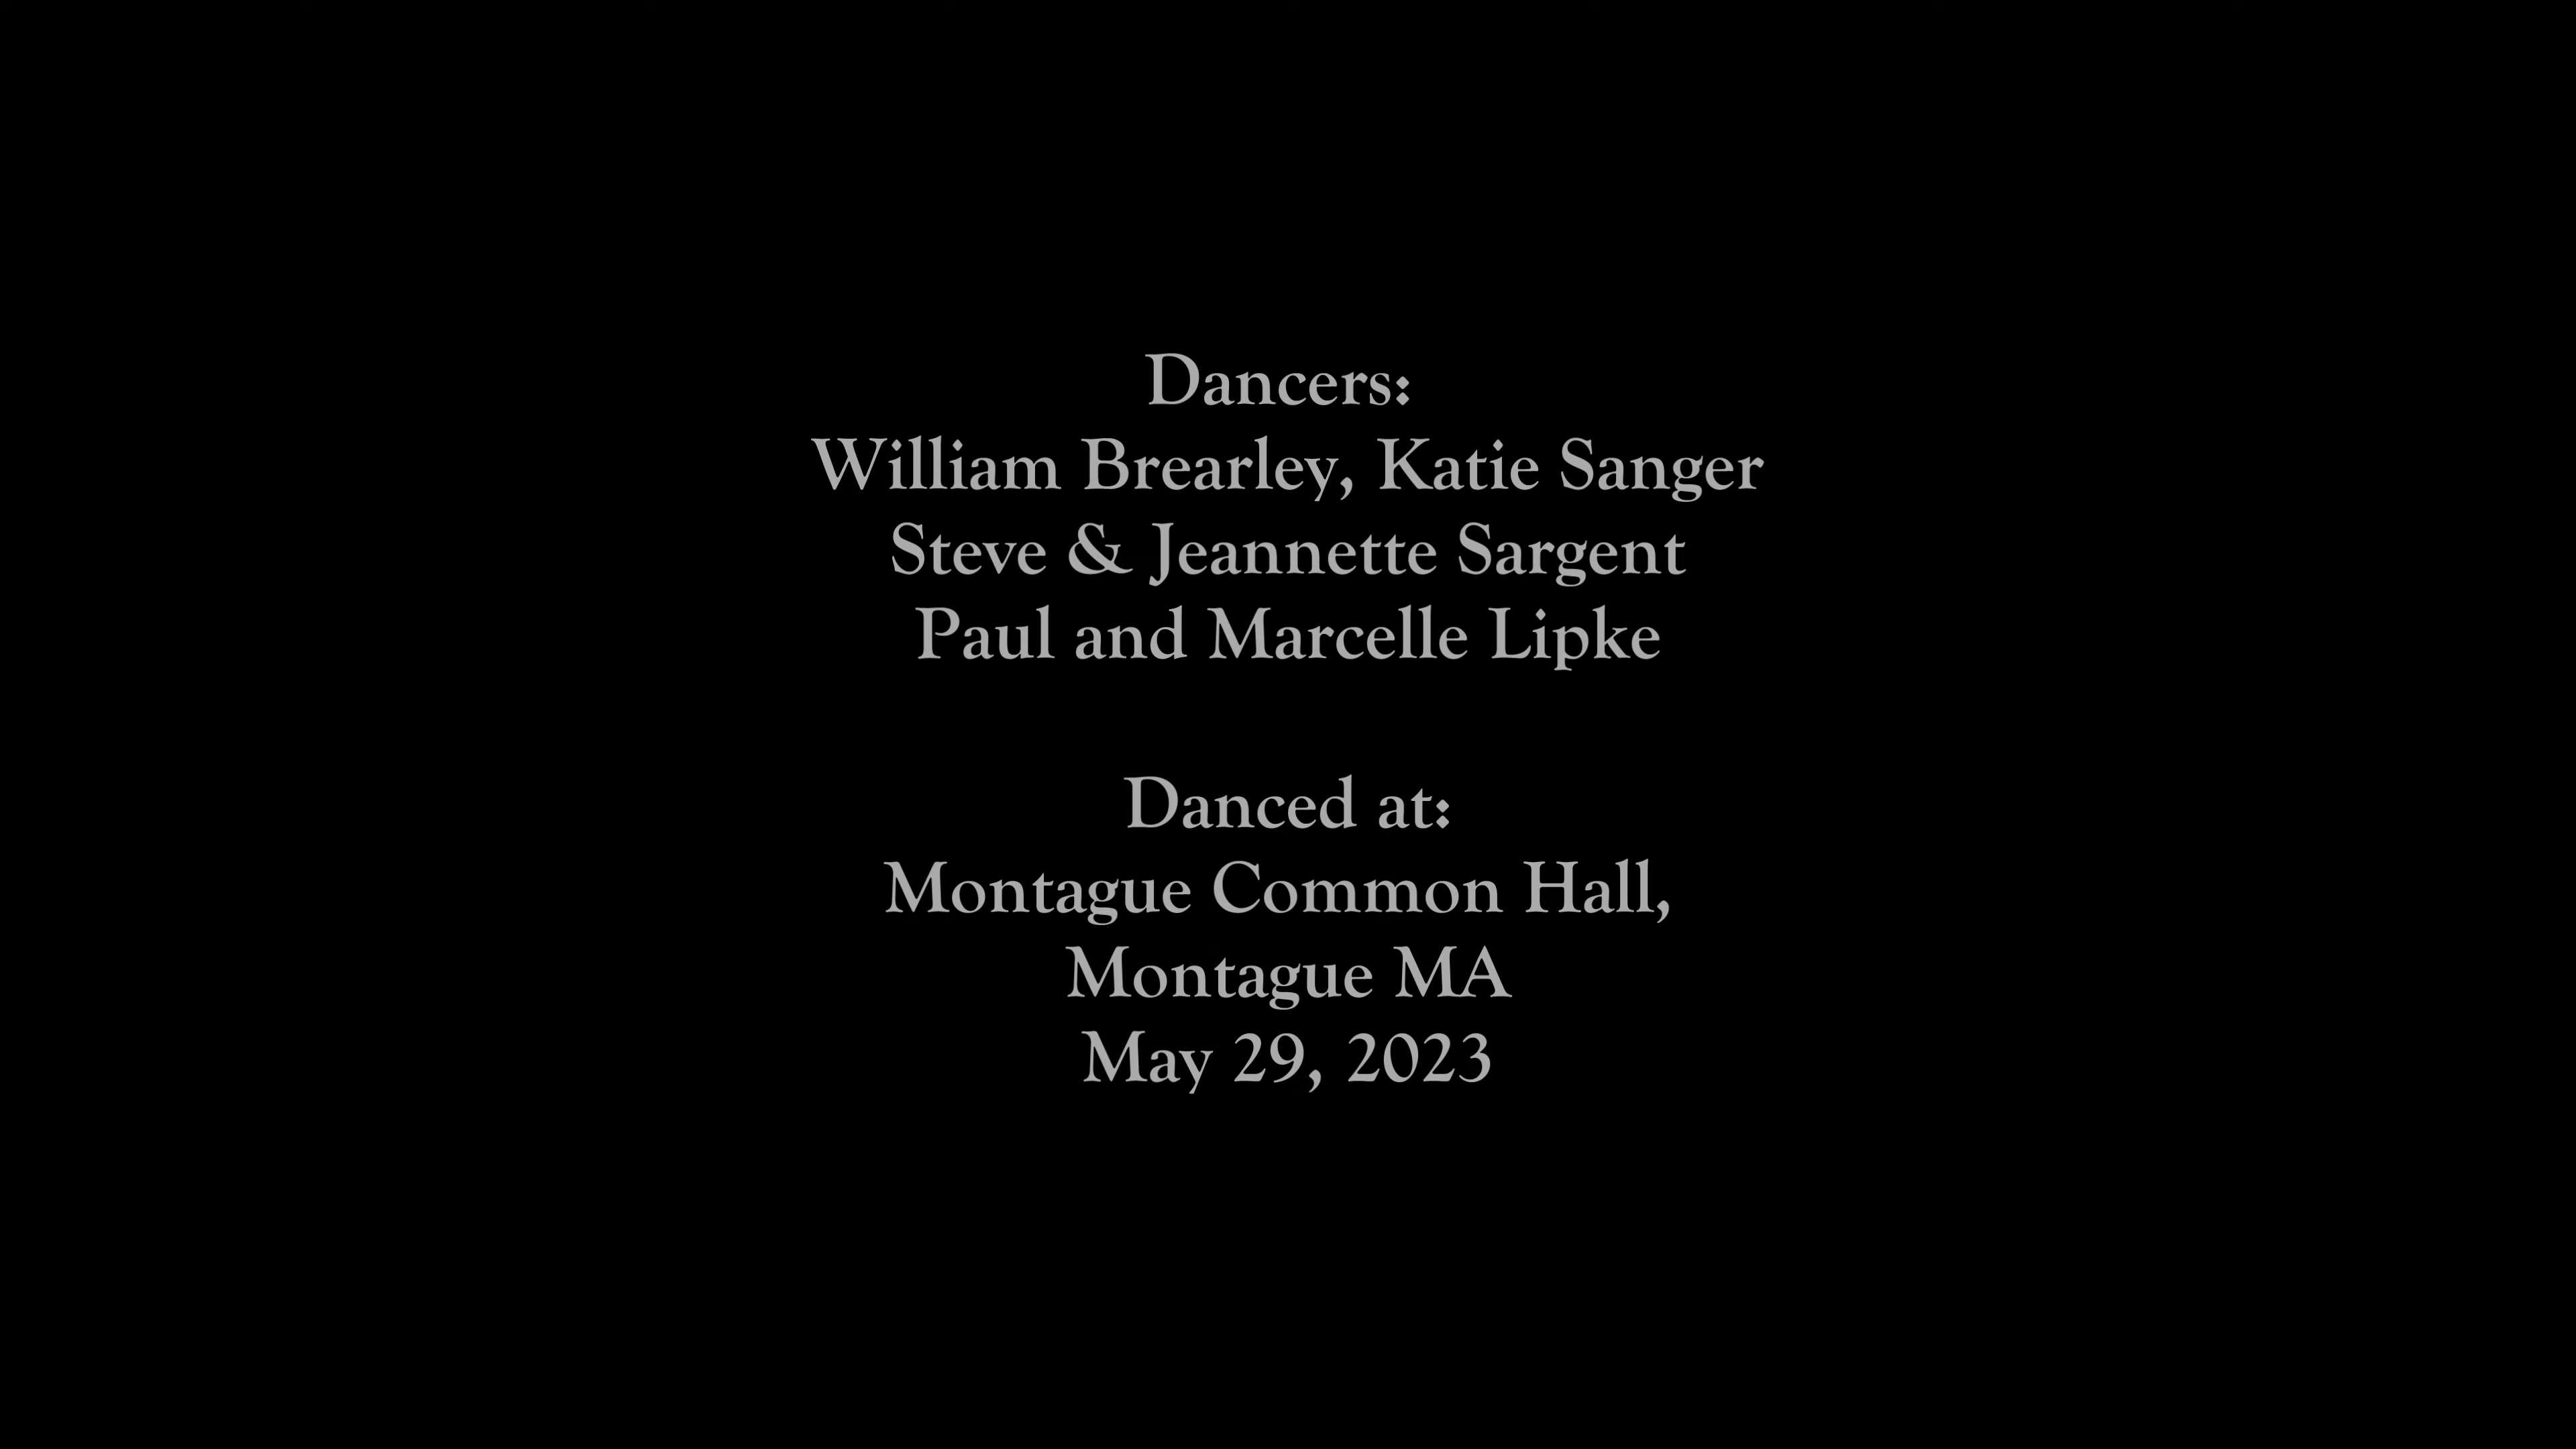 Dancers:
William Brearley, Katie Sanger
Steve & Jeannette Sargent
Paul and Marcelle Lipke
Danced at:
Montague Common Hall,
Montague MA
May 29, 2023